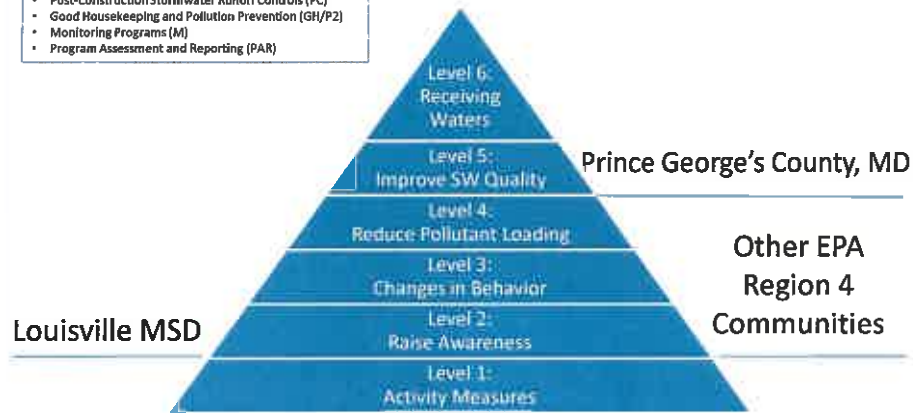 • Post-Construction Stormwater Runoff Controls (PC)
• Good Housekeeping and Pollution Prevention (GH/P2)
• Monitoring Programs (M)
• Program Assessment and Reporting (PAR)
Level 6:
Receiving
Waters
Level 5:
Improve SW Quality
Prince George's County, MD
Level 4:
Reduce Pollutant Loading
Level 3:
Changes in Behavior
Other EPA
Region 4
Communities
Louisville MSD
Level 2:
Raise Awareness
Level 1:
Activity Measures